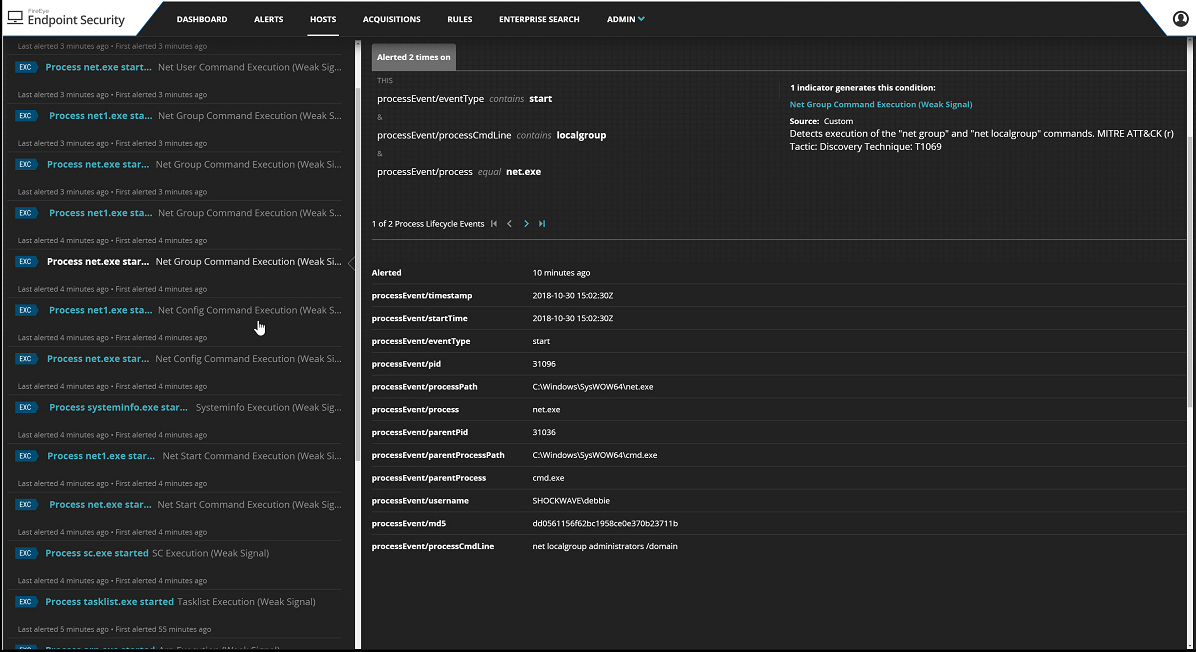 FireEye
Endpoint Security
DASHBOARD ALERTS HOSTS ACQUISITIONS RULES ENTERPRISE SEARCH ADMIN
Last alerted 3 minutes ago • First alerted 3 minutes ago
EXC Process net.exe start... Net User Command Execution (Weak Sig...
Last alerted 3 minutes ago • First alerted 3 minutes ago
EXC Process net1.exe sta... Net Group Command Execution (Weak S...
Last alerted 3 minutes ago • First alerted 3 minutes ago
EXC Process net.exe star... Net Group Command Execution (Weak Si...
Last alerted 3 minutes ago • First alerted 3 minutes ago
EXC Process net1.exe sta... Net Group Command Execution (Weak S...
Last alerted 4 minutes ago • First alerted 4 minutes ago
EXC Process net.exe star... Net Group Command Execution (Weak Si...
Last alerted 4 minutes ago • First alerted 4 minutes ago
EXC Process net1.exe sta... Net Config Command Execution (Weak S...
Last alerted 4 minutes ago • First alerted 4 minutes ago
EXC Process net.exe star... Net Config Command Execution (Weak Si...
Last alerted 4 minutes ago • First alerted 4 minutes ago
EXC Process systeminfo.exe star... Systeminfo Execution (Weak Sig...
Last alerted 4 minutes ago • First alerted 4 minutes ago
EXC Process net1.exe star... Net Start Command Execution (Weak Si...
Last alerted 4 minutes ago • First alerted 4 minutes ago
EXC Process net.exe star... Net Start Command Execution (Weak Sig...
Last alerted 4 minutes ago • First alerted 4 minutes ago
EXC Process sc.exe started SC Execution (Weak Signal)
Last alerted 4 minutes ago • First alerted 4 minutes ago
EXC Process tasklist.exe started Tasklist Execution (Weak Signal)
Last alerted 5 minutes ago • First alerted 55 minutes ago
Alerted 2 times on
THIS
processEvent/eventType contains start
&
processEvent/processCmdLine contains localgroup
&
processEvent/process equal net.exe
1 indicator generates this condition:
Net Group Command Execution (Weak Signal)
Source: Custom
Detects execution of the "net group" and "net localgroup" commands. MITRE ATT&CK (r)
Tactic: Discovery Technique: T1069
1 of 2 Process Lifecycle Events
Alerted 10 minutes ago
processEvent/timestamp 2018-10-30 15:02:30Z
processEvent/startTime 2018-10-30 15:02:30Z
processEvent/eventType start
processEvent/pid 31096
processEvent/processPath C:\Windows\SysWOW64\net.exe
processEvent/process net.exe
processEvent/parentPid 31036
processEvent/parentProcessPath C:\Windows\SysWOW64\cmd.exe
processEvent/parentProcess cmd.exe
processEvent/username SHOCKWAVE\debbie
processEvent/md5 dd0561156f62bc1958ce0e370b23711b
processEvent/processCmdLine net localgroup administrators /domain